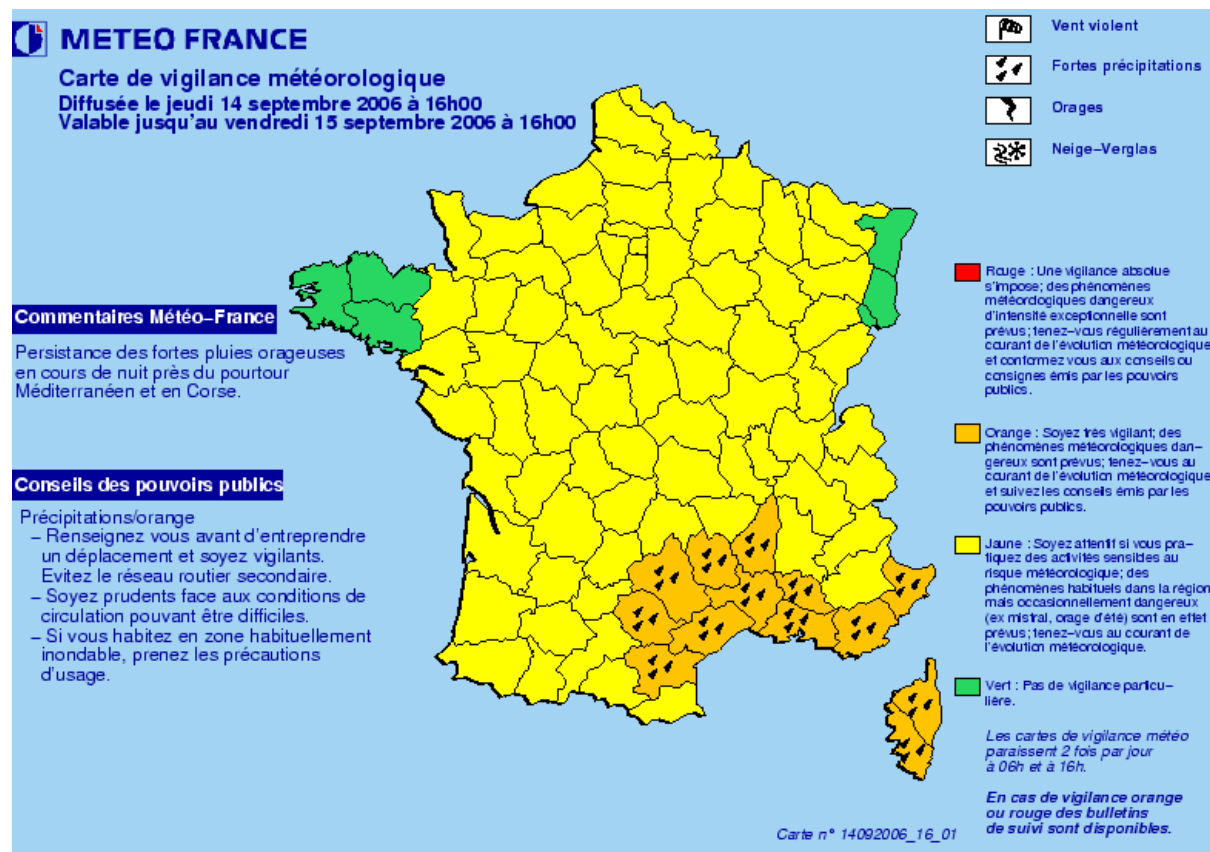 METEO FRANCE
Carte de vigilance météorologique
Diffusée le jeudi 14 septembre 2006 à 16h00
Valable jusqu'au vendredi 15 septembre 2006 à 16h00
Vent violent
Fortes précipitations
Orages
Neige–Verglas
Commentaires Météo–France
Persistance des fortes pluies orageuses
en cours de nuit près du pourtour
Méditerranéen et en Corse.
Conseils des pouvoirs publics
Précipitations/orange
– Renseignez vous avant d'entreprendre
un déplacement et soyez vigilants.
Evitez le réseau routier secondaire.
– Soyez prudents face aux conditions de
circulation pouvant être difficiles.
– Si vous habitez en zone habituellement
inondable, prenez les précautions
d'usage.
Rouge : Une vigilance absolue
s'impose; des phénomènes
météorologiques dangereux
d'intensité exceptionnelle sont
prévus; tenez–vous régulièrement au
courant de l'évolution météorologique
et conformez vous aux conseils ou
consignes émis par les pouvoirs
publics.
Orange : Soyez très vigilant; des
phénomènes météorologiques dan–
gereux sont prévus; tenez–vous au
courant de l'évolution météorologique
et suivez les conseils émis par les
pouvoirs publics.
Jaune : Soyez attentif si vous pra–
tiquez des activités sensibles au
risque météorologique; des
phénomènes habituels dans la région
mais occasionnellement dangereux
(ex mistral, orage d'été) sont en effet
prévus; tenez–vous au courant de
l'évolution météorologique.
Vert : Pas de vigilance particu–
lière.
Les cartes de vigilance météo
paraissent 2 fois par jour
à 06h et à 16h.
En cas de vigilance orange
ou rouge des bulletins
de suivi sont disponibles.
Carte n° 14092006_16_01